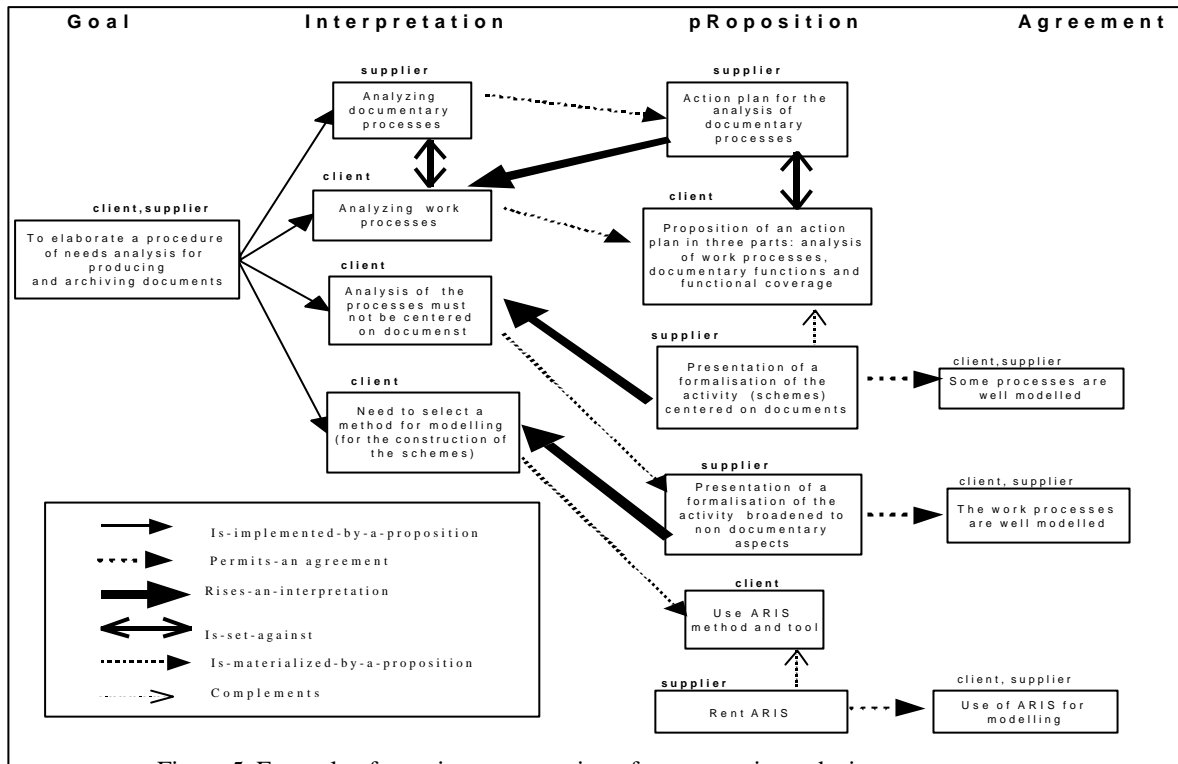 Goal Interpretation pRoposition Agreement
supplier
Analyzing
documentary
processes
supplier
Action plan for the
analysis of
documentary
processes
client
Analyzing work
processes
client
Proposition of an action
plan in three parts: analysis
of work processes,
documentary functions and
functional coverage
client,supplier
To elaborate a procedure
of needs analysis for
producing
and archiving documents
client
Analysis of the
processes must
not be centered
on documenst
supplier
Presentation of a
formalisation of the
activity (schemes)
centered on documents
client,supplier
Some processes are
well modelled
client
Need to select a
method for modelling
(for the construction of
the schemes)
supplier
Presentation of a
formalisation of the
activity broadened to
non documentary
aspects
client, supplier
The work processes
are well modelled
client
Use ARIS
method and tool
supplier
Rent ARIS
client, supplier
Use of ARIS for
modelling
Is-implemented-by-a-proposition
Permits-an agreement
Rises-an-interpretation
Is-set-against
Is-materialized-by-a-proposition
Complements